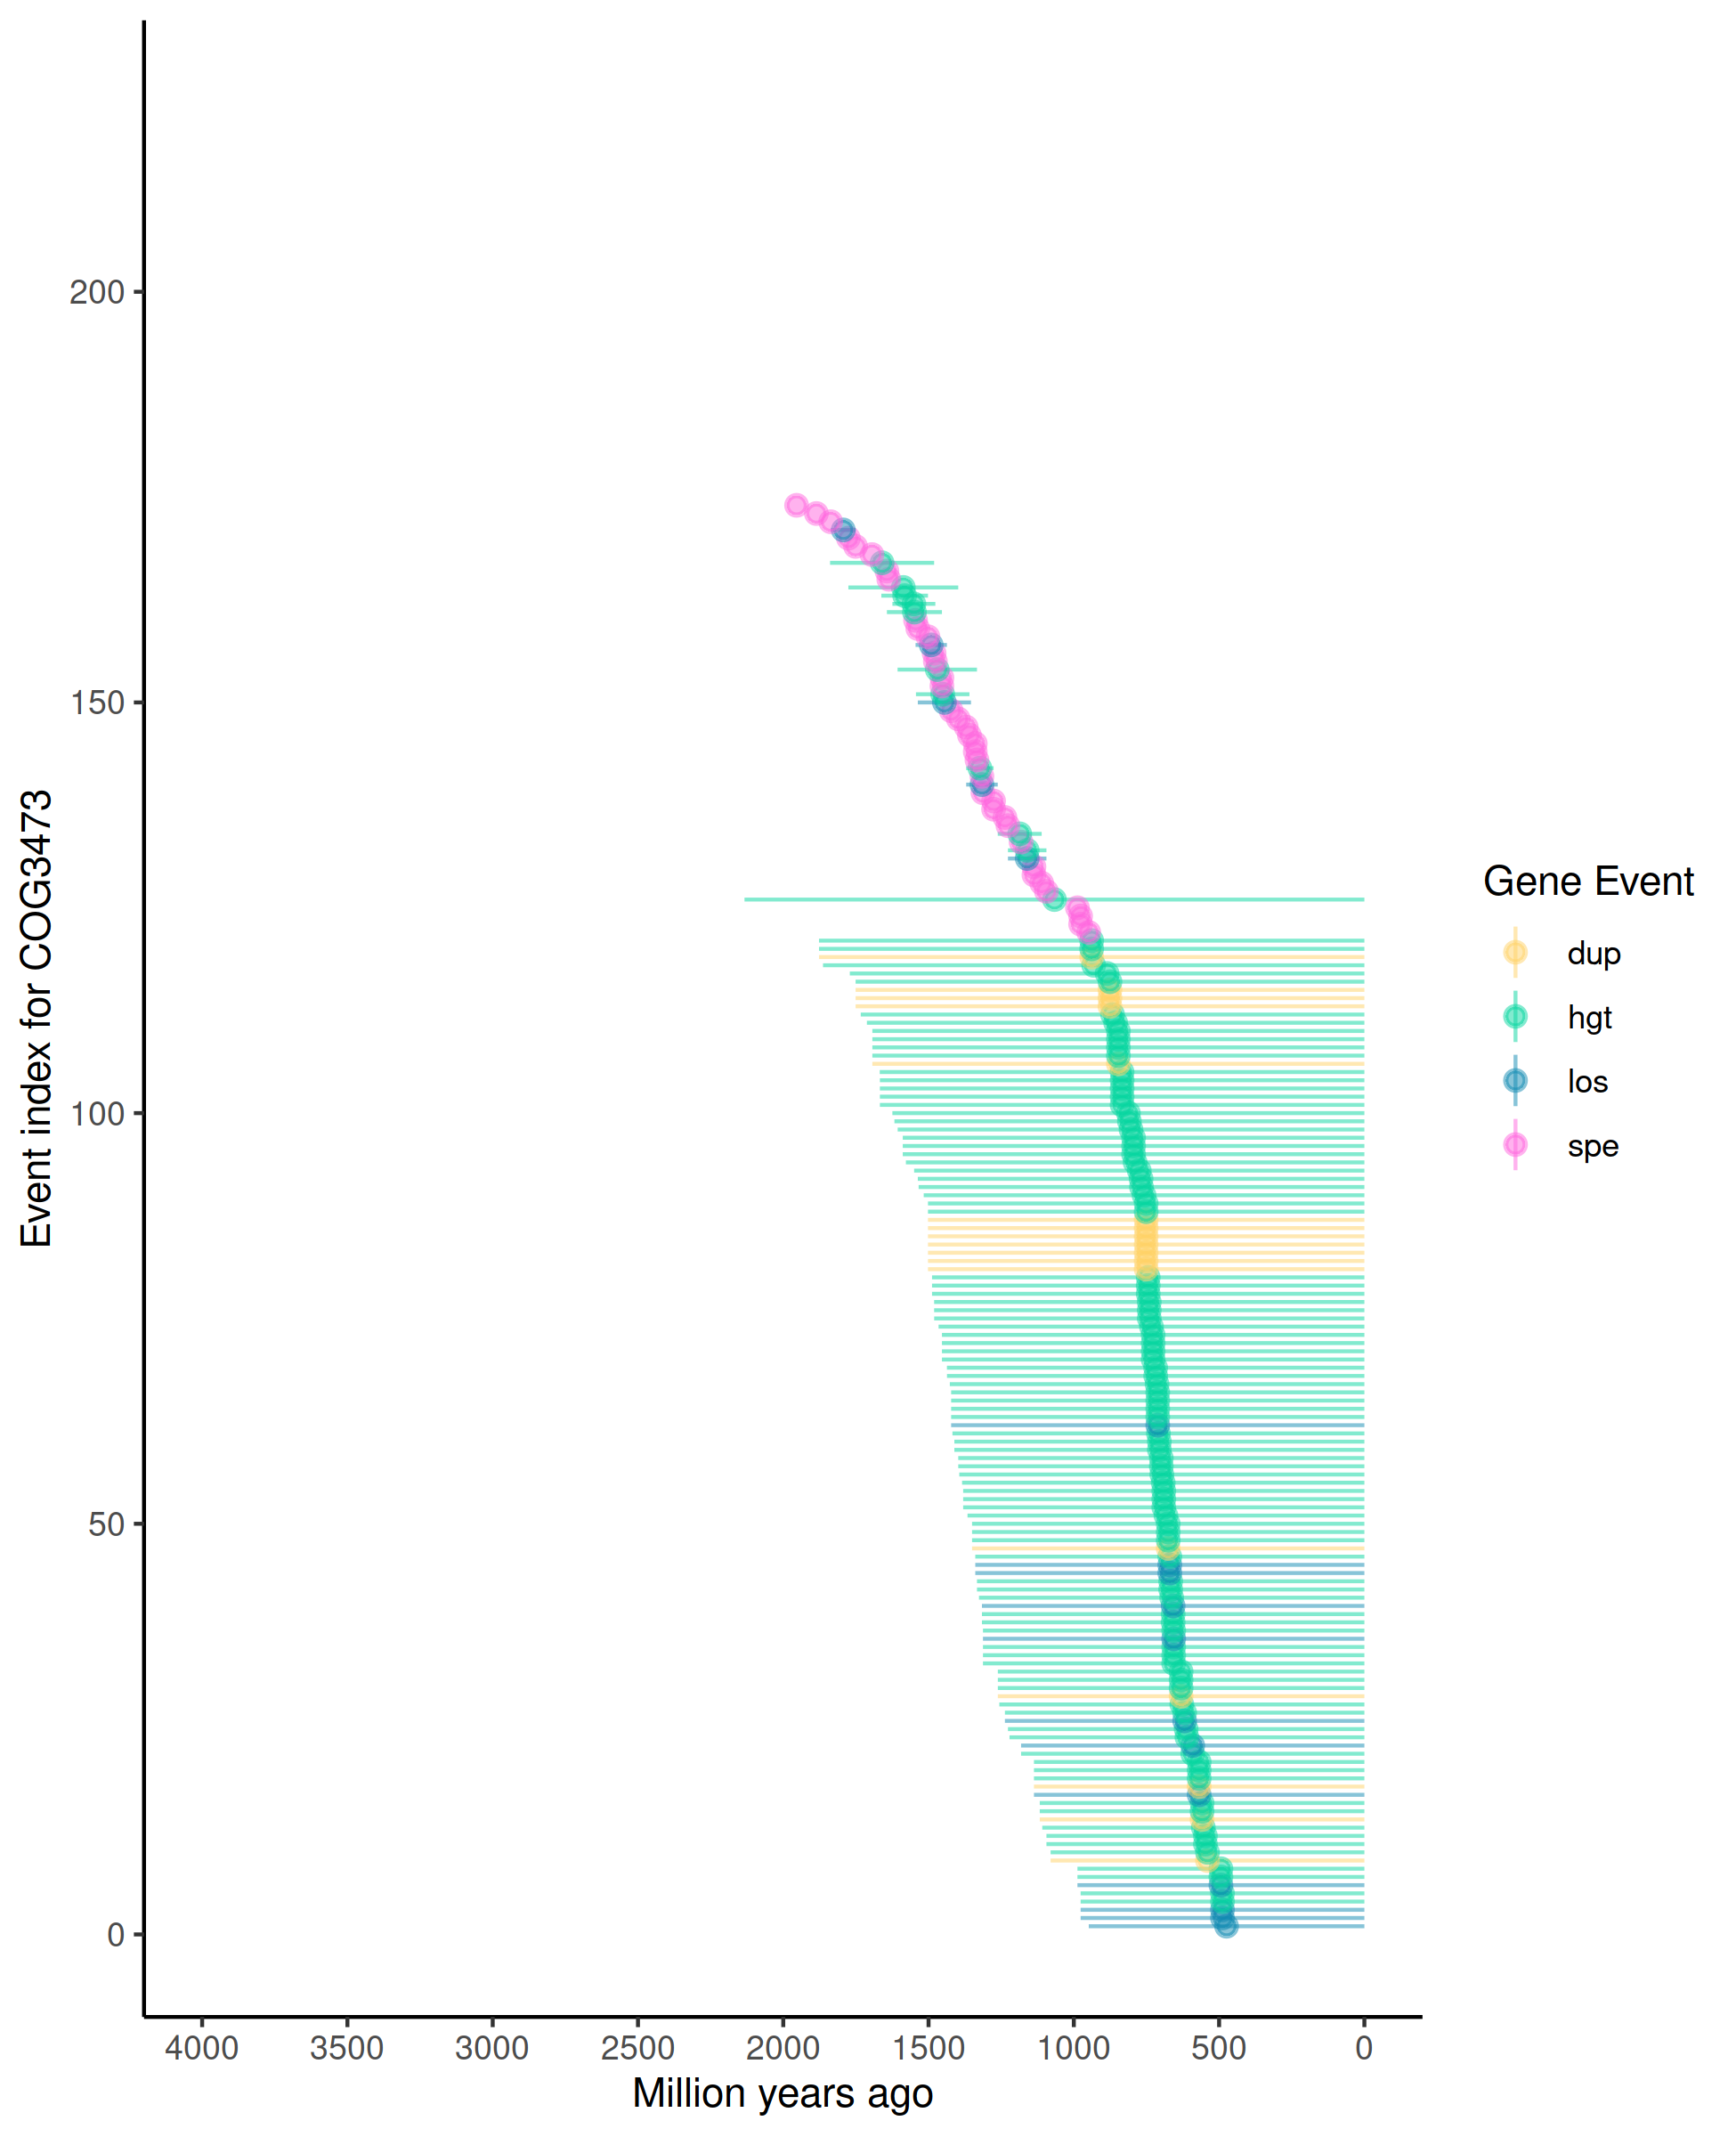 Event index for COG3473
200
150
100
50
0
4000 3500 3000 2500 2000 1500 1000 500 0
Million years ago
Gene Event
dup
hgt
los
spe